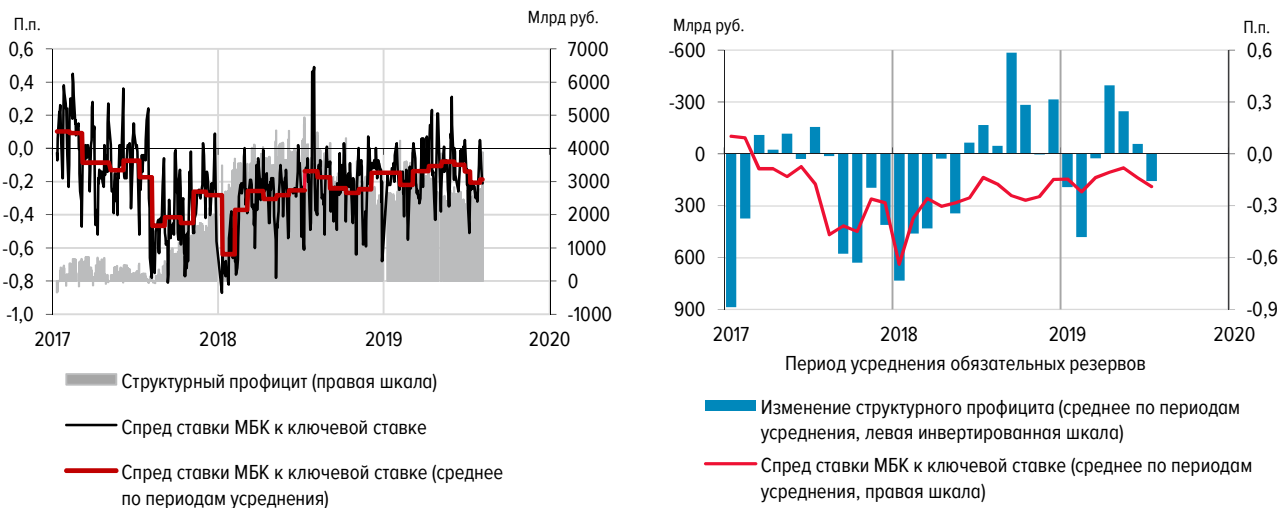 П.п.
Млрд руб.
0,6
0,4
0,2
0,0
-0,2
-0,4
-0,6
-0,8
-1,0
7000
6000
5000
4000
3000
2000
1000
0
-1000
2017
2018
2019
2020
Структурный профицит (правая шкала)
Спред ставки МБК к ключевой ставке
Спред ставки МБК к ключевой ставке (среднее
по периодам усреднения)
Млрд руб.
П.п.
-600
-300
0
300
600
900
0,6
0,3
0,0
-0,3
-0,6
-0,9
2017
2018
2019
2020
Период усреднения обязательных резервов
Изменение структурного профицита (среднее по периодам
усреднения, левая инвертированная шкала)
Спред ставки МБК к ключевой ставке (среднее по периодам
усреднения, правая шкала)